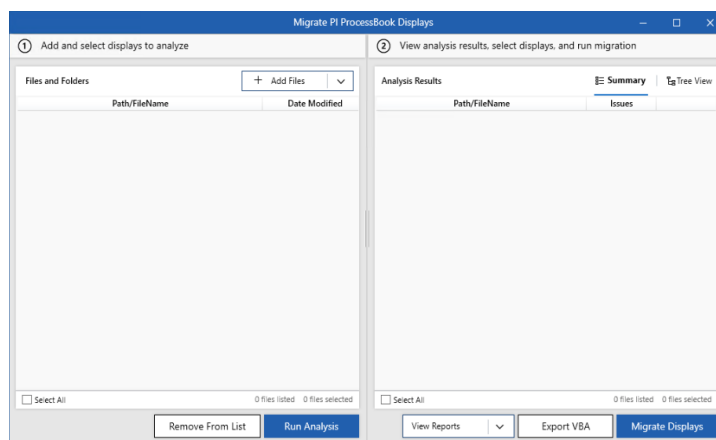 Migrate PI ProcessBook Displays
1 Add and select displays to analyze
Files and Folders
+ Add Files
Path/FileName Date Modified
Select All 0 files listed 0 files selected
Remove From List Run Analysis
2 View analysis results, select displays, and run migration
Analysis Results Summary Tree View
Path/FileName Issues
Select All 0 files listed 0 files selected
View Reports Export VBA Migrate Displays